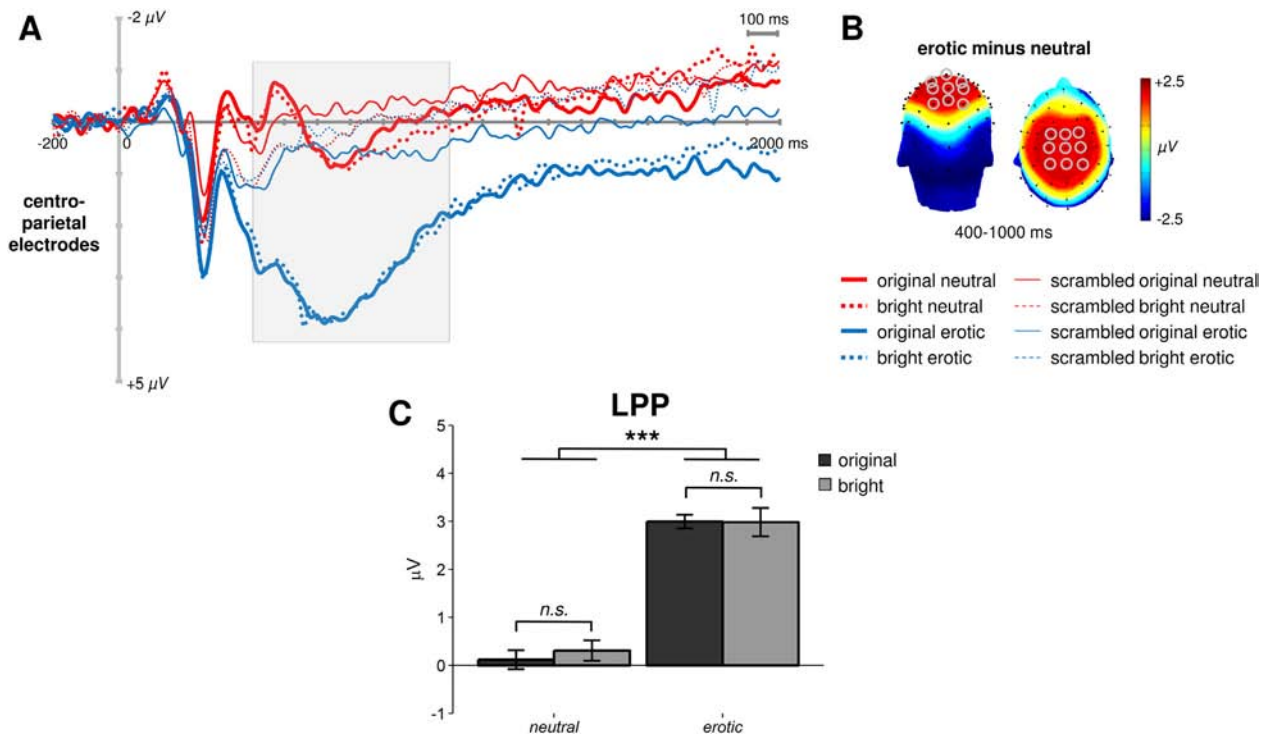 A
-2 μV
100 ms
-200
0
2000 ms
centro-
parietal
electrodes
+5 μV
B
erotic minus neutral
+2.5
μV
-2.5
400-1000 ms
original neutral
bright neutral
original erotic
bright erotic
scrambled original neutral
scrambled bright neutral
scrambled original erotic
scrambled bright erotic
C
LPP
5
4
3
2
1
0
-1
μV
***
n.s.
n.s.
original
bright
neutral
erotic